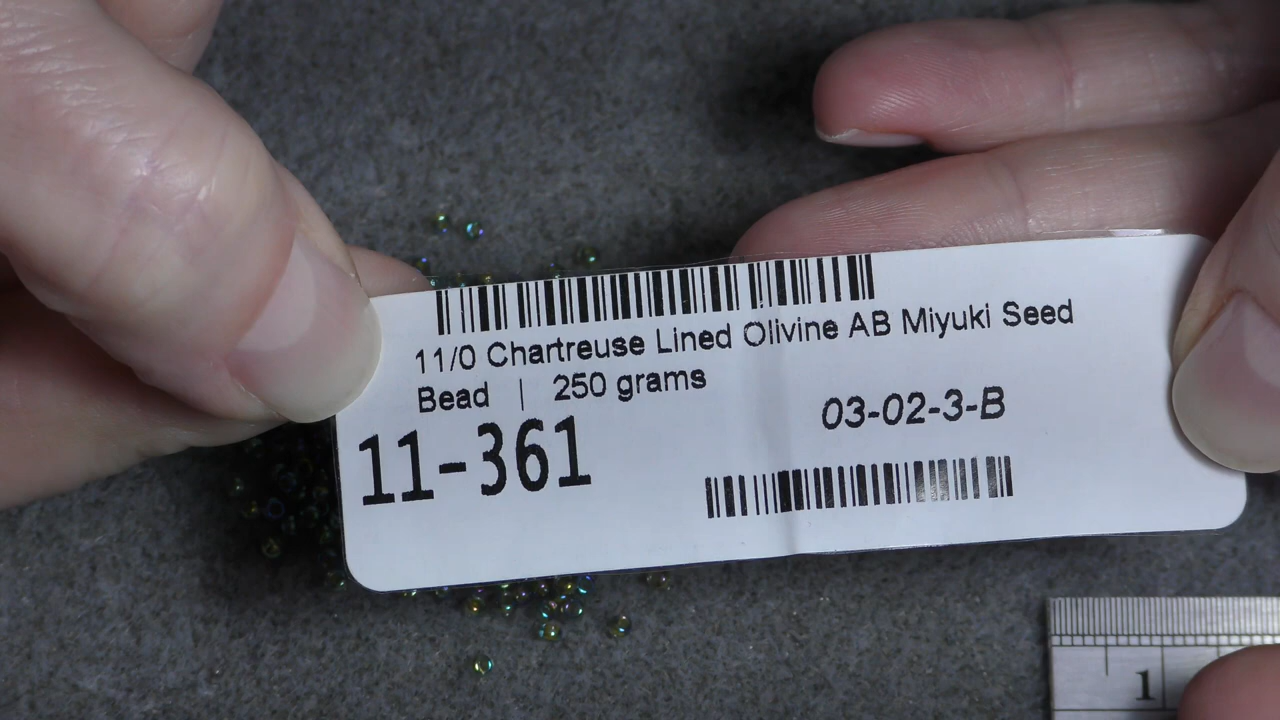 11/0 Chartreuse Lined Olivine AB Miyuki Seed
Bead | 250 grams
03-02-3-B
11-361
1